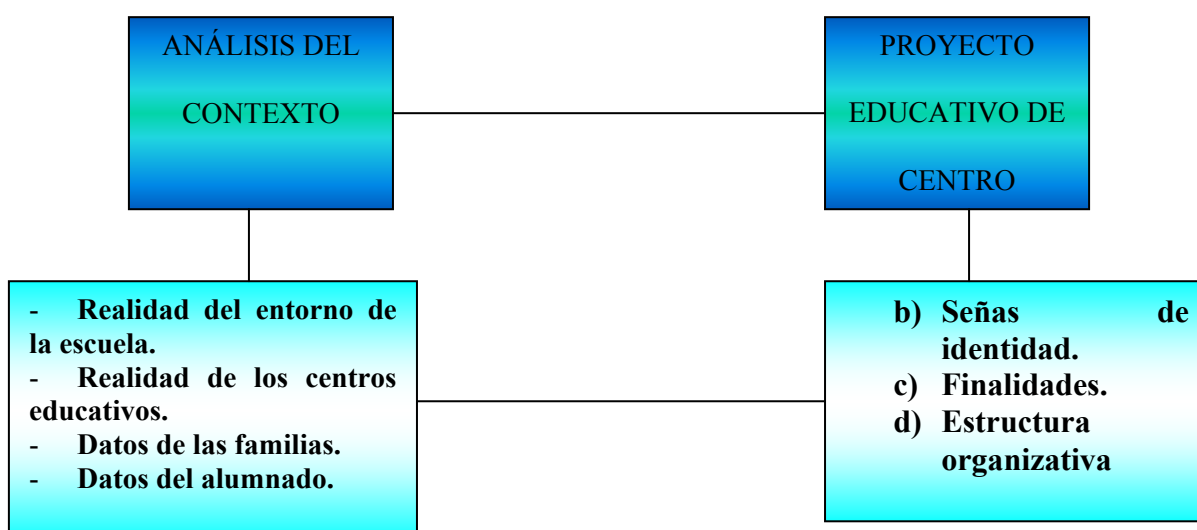 ANÁLISIS DEL
CONTEXTO
PROYECTO
EDUCATIVO DE
CENTRO
- Realidad del entorno de
la escuela.
- Realidad de los centros
educativos.
- Datos de las familias.
- Datos del alumnado.
b) Señas de
identidad.
c) Finalidades.
d) Estructura
organizativa